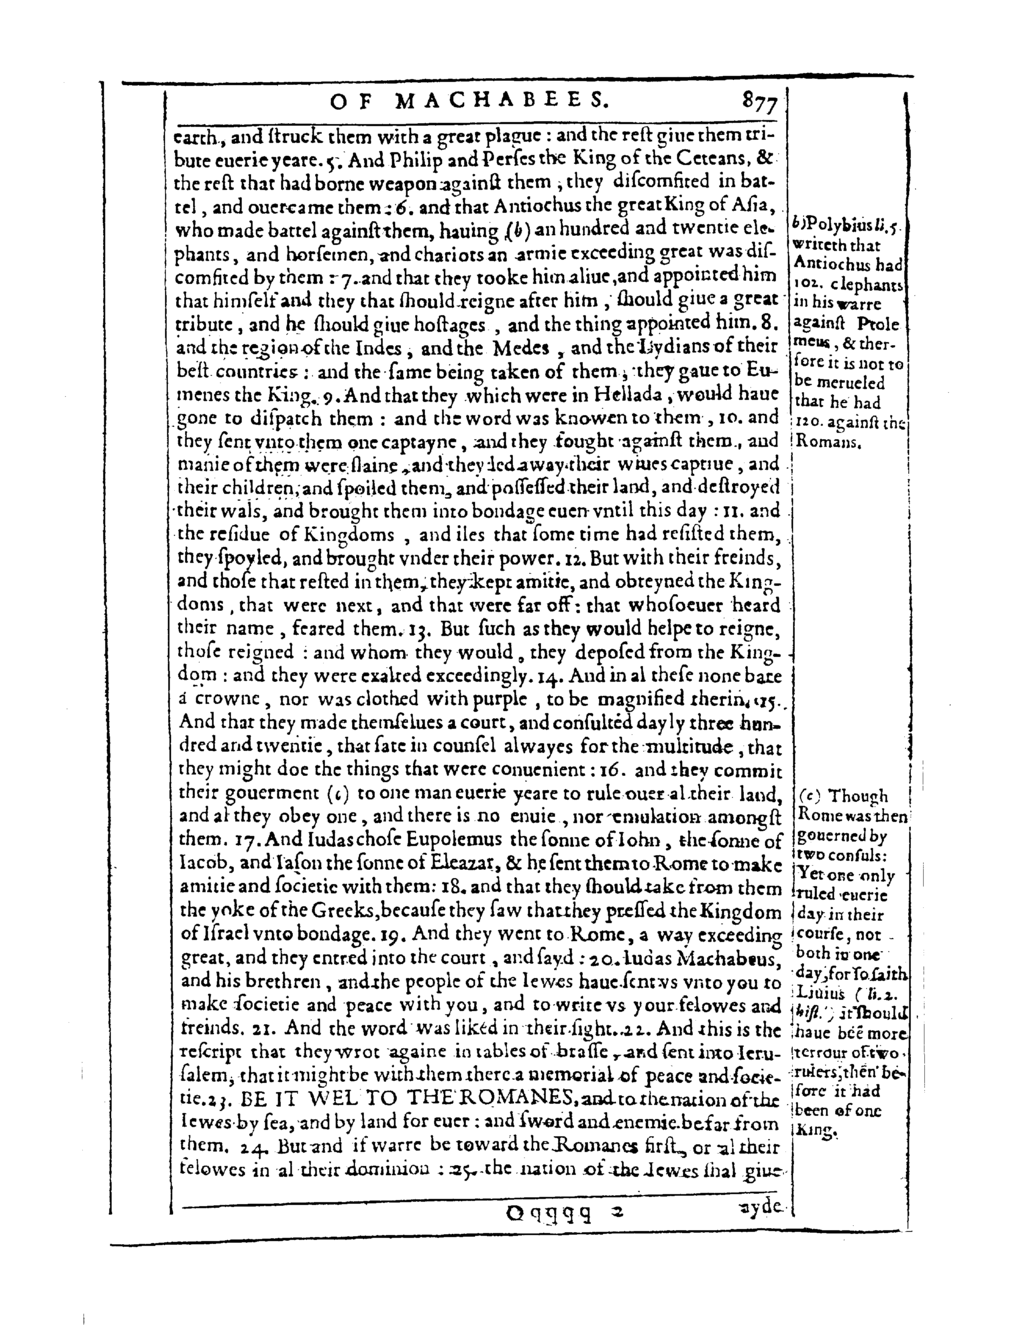 OF MACHABEES. 877
earth, and ſtruck them with a great plague : and the reſt giue them tri-
bute euerie yeare. 5. And Philip and Perſes the King of the Ceteans, &
the reſt that had borne weapon againſt them, they diſcomfited in bat-
tel, and ouercame them : 6. and that Antiochus the great King of Aſia,
who made battel againſt them, hauing (b) an hundred and twentie ele-
phants, and horſemen, and chariots an armie exceeding great was diſ-
comfited by them : 7. and that they tooke him aliue, and appointed him
that himſelf and they that ſhould reigne after him, ſhould giue a great
tribute, and he ſhould giue hoſtages, and the thing appointed him. 8.
and the region of the Indes, and the Medes, and the Lydians of their
beſt countries : and the ſame being taken of them, they gaue to Eu-
menes the King. 9. And that they which were in Hellada, would haue
gone to diſpatch them : and the word was knowen to them, 10. and
they ſent vnto them one captayne, and they fought againſt them, and
manie of them were ſlaine, and they led away their wiues captiue, and
their children, and ſpoiled them, and poſſeſſed their land, and deſtroyed
their wals, and brought them into bondage euen vntil this day : 11. and
the reſidue of Kingdoms, and iles that ſome time had reſiſted them,
they ſpoyled, and brought vnder their power. 12. But with their freinds,
and thoſe that reſted in them, they kept amitie, and obteyned the King-
doms, that were next, and that were far off : that whoſoeuer heard
their name, feared them. 13. But ſuch as they would helpe to reigne,
thoſe reigned : and whom they would, they depoſed from the King-
dom : and they were exalted exceedingly. 14. And in al theſe none bare
a crowne, nor was clothed with purple, to be magnified therin. 15.
And that they made themſelues a court, and conſulted dayly three hun-
dred and twentie, that ſate in counſel alwayes for the multitude, that
they might doe the things that were conuenient : 16. and they commit
their gouerment (c) to one man euerie yeare to rule ouer al their land,
and al they obey one, and there is no enuie, nor emulation amongſt
them. 17. And Iudas choſe Eupolemus the ſonne of Iohn, the ſonne of
Iacob, and Iaſon the ſonne of Eleazar, & he ſent them to Rome to make
amitie and ſocietie with them : 18. and that they ſhould take from them
the yoke of the Greeks, becauſe they ſaw that they preſſed the Kingdom
of Iſrael vnto bondage. 19. And they went to Rome, a way exceeding
great, and they entred into the court, and ſayd : 20. Iudas Machabeus,
and his brethren, and the people of the Iewes haue ſent vs vnto you to
make ſocietie and peace with you, and to write vs your felowes and
freinds. 21. And the word was liked in their ſight. 22. And this is the
reſcript that they wrot againe in tables of braſſe, and ſent into Ieru-
ſalem, that it might be with them there a memorial of peace and ſocie-
tie. 23. BE IT WEL TO THE ROMANES, and to the nation of the
Iewes by ſea, and by land for euer : and ſword and enemie be far from
them. 24. But and if warre be toward the Romanes firſt, or al their
felowes in al their dominion : 25. the nation of the Iewes ſhal giue
Qqqqq 2 ayde
b) Polybius li. 5.
writeth that
Antiochus had
102. elephants
in his warre
againſt Ptole
meus, & ther-
fore it is not to
be merueled
that he had
120. againſt the
Romans.
(c) Though
Rome was then
gouerned by
two conſuls:
Yet one only
ruled euerie
day in their
courſe, not
both in one
day, for ſo ſaith
Liuius (li. 2.
hiſt.) it ſhould
haue beē more
terrour of two
rulers, then be-
fore it had
been of one
King.